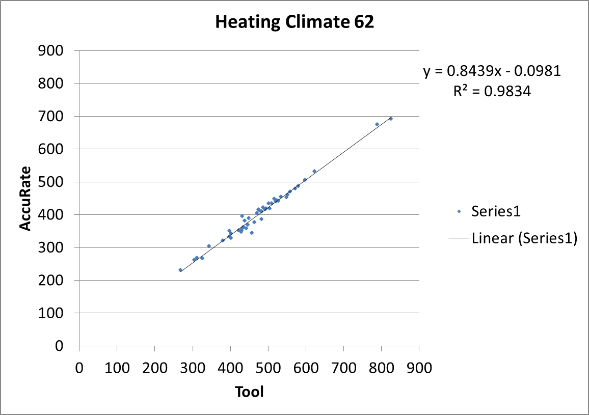 Heating Climate 62
900
800
700
600
500
400
300
200
100
0
AccuRate
0 100 200 300 400 500 600 700 800 900
Tool
y = 0.8439x - 0.0981
R² = 0.9834
Series1
Linear (Series1)